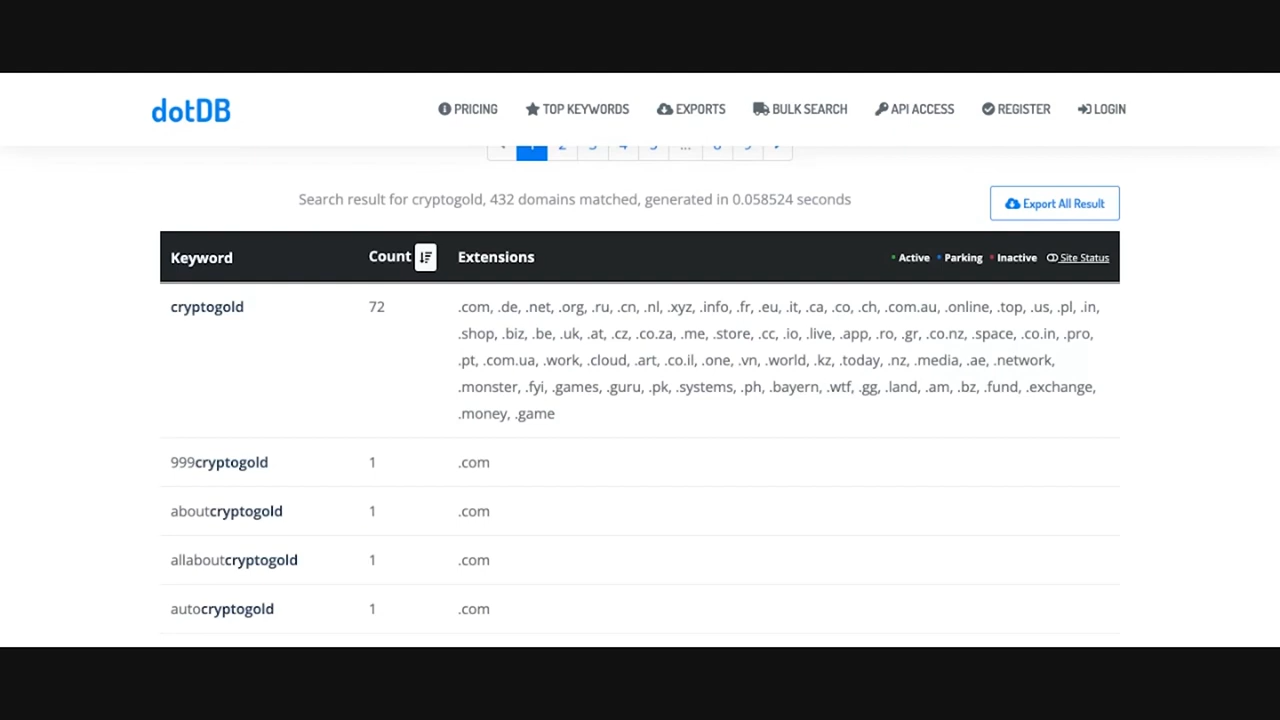 dotDB
PRICING TOP KEYWORDS EXPORTS BULK SEARCH API ACCESS REGISTER LOGIN
Search result for cryptogold, 432 domains matched, generated in 0.058524 seconds
Export All Result
Keyword Count Extensions Active Parking Inactive Site Status
cryptogold 72 .com, .de, .net, .org, .ru, .cn, .nl, .xyz, .info, .fr, .eu, .it, .ca, .co, .ch, .com.au, .online, .top, .us, .pl, .in,
.shop, .biz, .be, .uk, .at, .cz, .co.za, .me, .store, .cc, .io, .live, .app, .ro, .gr, .co.nz, .space, .co.in, .pro,
.pt, .com.ua, .work, .cloud, .art, .co.il, .one, .vn, .world, .kz, .today, .nz, .media, .ae, .network,
.monster, .fyi, .games, .guru, .pk, .systems, .ph, .bayern, .wtf, .gg, .land, .am, .bz, .fund, .exchange,
.money, .game
999cryptogold 1 .com
aboutcryptogold 1 .com
allaboutcryptogold 1 .com
autocryptogold 1 .com